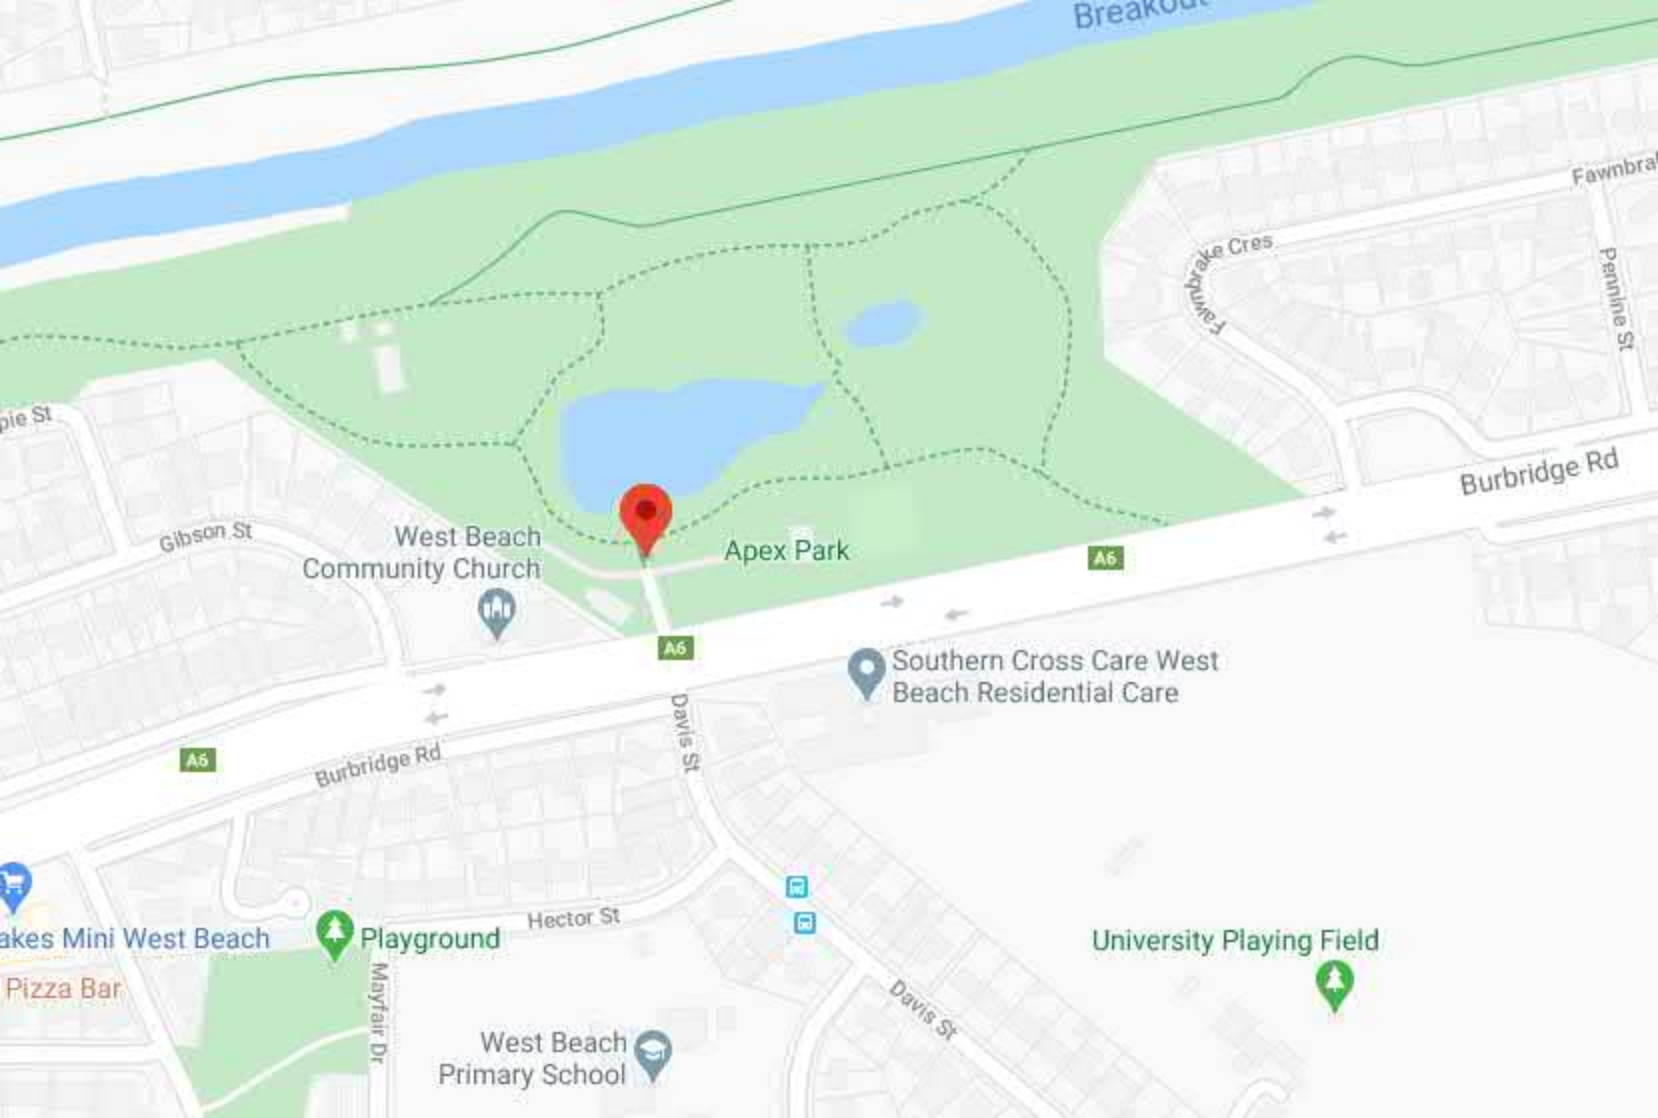 Breakout
Fawnbra
Fawnbrake Cres
Fawnbrake
Pennine St
pie St
Burbridge Rd
Gibson St
West Beach
Community Church
Apex Park
A6
A6
Southern Cross Care West
Beach Residential Care
Davis St
A6
Burbridge Rd
Hector St
akes Mini West Beach
Playground
University Playing Field
Pizza Bar
Mayfair Dr
Davis St
West Beach
Primary School